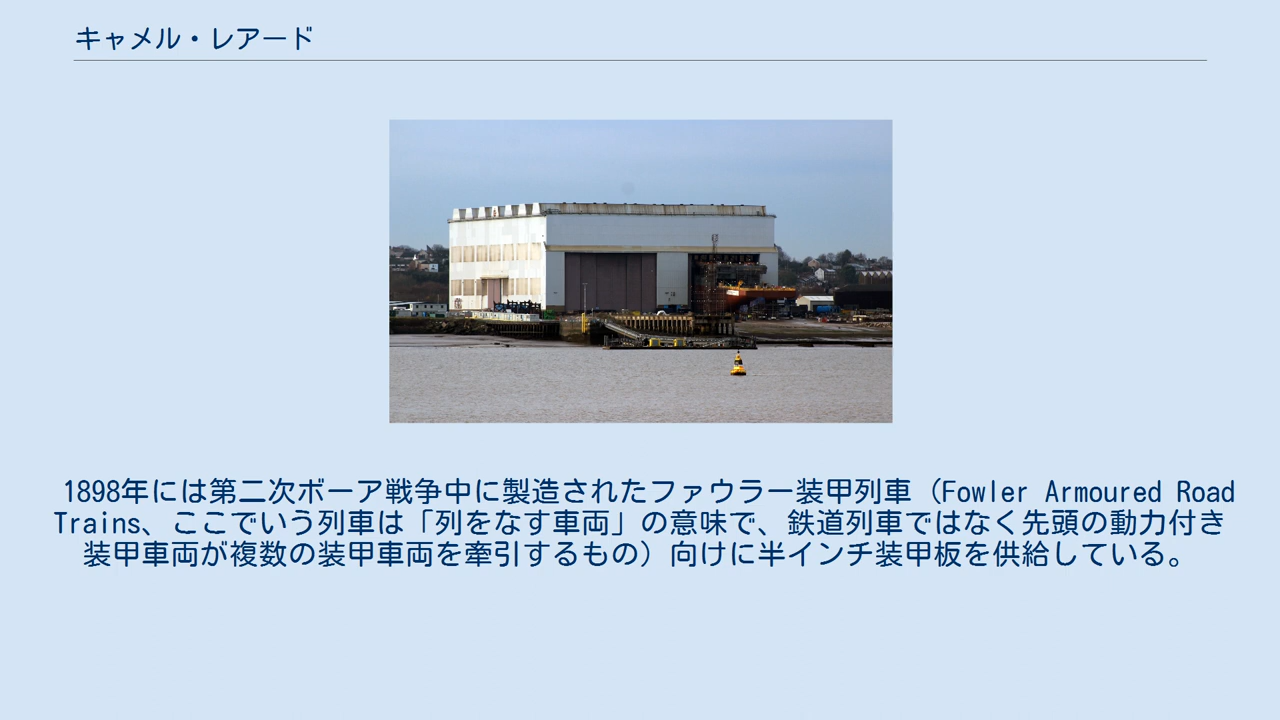 キャメル・レアード
1898年には第二次ボーア戦争中に製造されたファウラー装甲列車（Fowler Armoured Road
Trains、ここでいう列車は「列をなす車両」の意味で、鉄道列車ではなく先頭の動力付き
装甲車両が複数の装甲車両を牽引するもの）向けに半インチ装甲板を供給している。